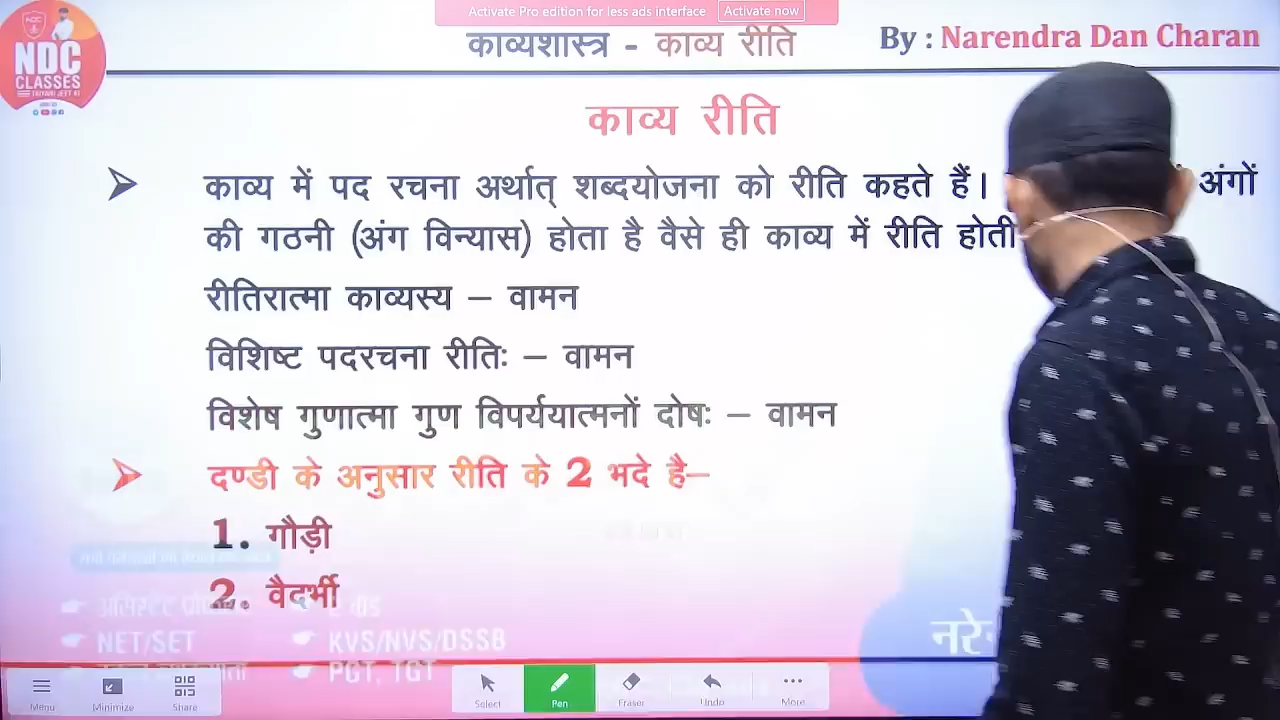 Activate Pro edition for less ads interface Activate now
काव्यशास्त्र - काव्य रीति
By : Narendra Dan Charan
NDC
CLASSES
काव्य रीति
काव्य में पद रचना अर्थात् शब्दयोजना को रीति कहते हैं। अंगों
की गठनी (अंग विन्यास) होता है वैसे ही काव्य में रीति होती
रीतिरात्मा काव्यस्य – वामन
विशिष्ट पदरचना रीतिः – वामन
विशेष गुणात्मा गुण विपर्ययात्मनों दोषः – वामन
दण्डी के अनुसार रीति के 2 भदे है–
1. गौड़ी
2. वैदर्भी
NET/SET
KVS/NVS/DSSB
PGT, TGT
Menu Minimize Share Select Pen Eraser Undo More